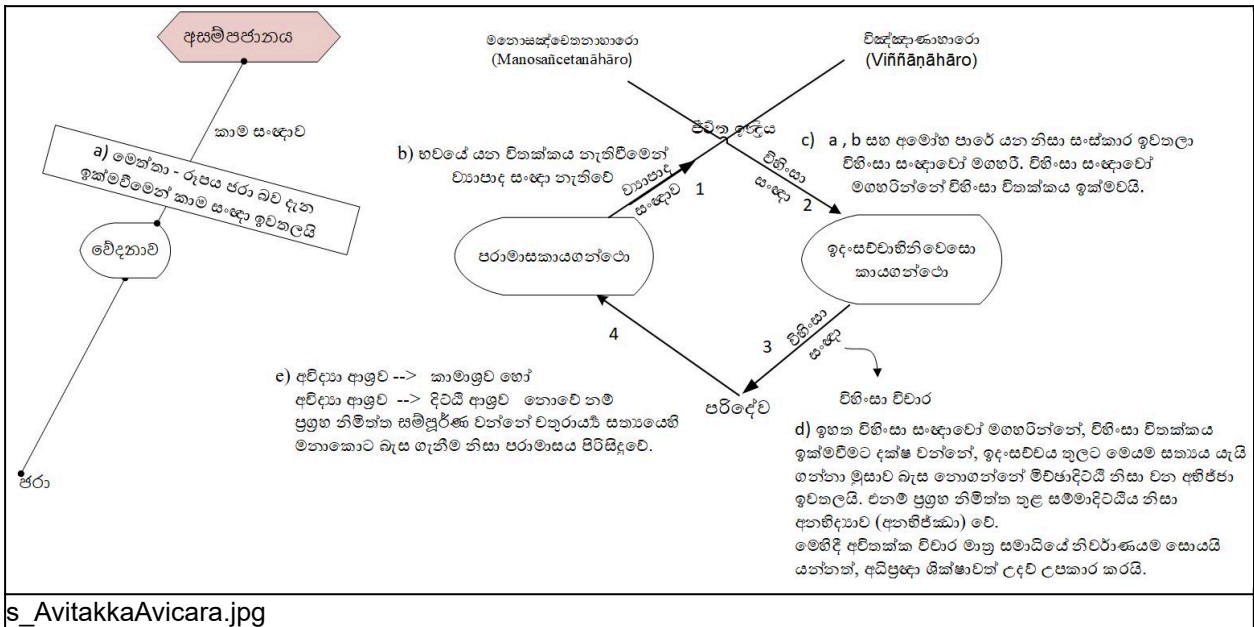 අසම්පජානය
කාම සංඥාව
a) මෙත්තා - රූපය ජරා බව දැන
ඉක්මවීමෙන් කාම සංඥා ඉවතලයි
වේදනාව
ජරා
මනොසඤ්චේතනාහාරො
(Manosañcetanāhāro)
විඤ්ඤාණාහාරො
(Viññāṇāhāro)
ජීවිත ඉන්‍ද්‍රිය
b) භවයේ යන විතක්කය නැතිවීමෙන්
ව්‍යාපාද සංඥා නැතිවේ
ව්‍යාපාද
සංඥාව
1
විහිංසා
සංඥා
2
c) a , b සහ අමෝහ පාරේ යන නිසා සංස්කාර ඉවතලා
විහිංසා සංඥාවෝ මගහරී. විහිංසා සංඥාවෝ
මගහරින්නේ විහිංසා විතක්කය ඉක්මවයි.
පරාමාසකායගන්ථො
ඉදංසච්චාභිනිවෙසො
කායගන්ථො
4
3
විහිංසා
සංඥා
පරිදේව
විහිංසා විචාර
e) අවිද්‍යා ආශ්‍රව --> කාමාශ්‍රව හෝ
අවිද්‍යා ආශ්‍රව --> දිට්ඨි ආශ්‍රව නොවේ නම්
ප්‍රග්‍රහ නිමිත්ත සම්පූර්ණ වන්නේ චතුරාර්‍ය්‍ය සත්‍යයෙහි
මනාකොට බැස ගැනීම නිසා පරාමාසය පිරිසිදුවේ.
d) ඉහත විහිංසා සංඥාවෝ මගහරින්නේ, විහිංසා විතක්කය
ඉක්මවීමට දක්ෂ වන්නේ, ඉදංසච්චය තුලට මෙයම සත්‍යය යැයි
ගන්නා මුසාව බැස නොගන්නේ මිච්ඡාදිට්ඨි නිසා වන අභිජ්ජා
ඉවතලයි. එනම් ප්‍රග්‍රහ නිමිත්ත තුළ සම්මාදිට්ඨිය නිසා
අනභිද්‍යාව (අනභිජ්ඣා) වේ.
මෙහිදී අවිතක්ක විචාර මාත්‍ර සමාධියේ නිර්වාණයම සොයයි
යන්නත්, අධිප්‍රඥා ශික්ෂාවත් උදව් උපකාර කරයි.
s_AvitakkaAvicara.jpg